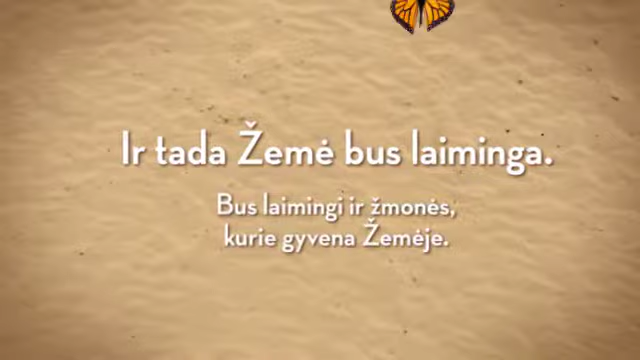 Ir tada Žemė bus laiminga.
Bus laimingi ir žmonės,
kurie gyvena Žemėje.